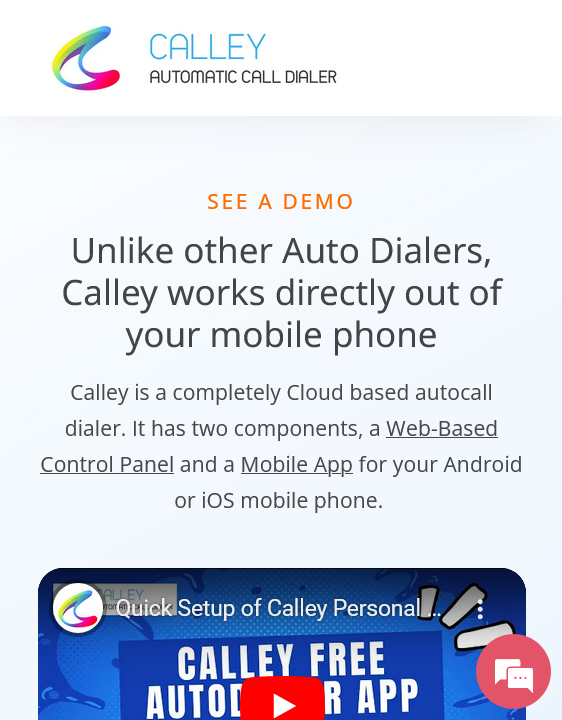 CALLEY
AUTOMATIC CALL DIALER
SEE A DEMO
Unlike other Auto Dialers,
Calley works directly out of
your mobile phone
Calley is a completely Cloud based autocall
dialer. It has two components, a Web-Based
Control Panel and a Mobile App for your Android
or iOS mobile phone.
Quick Setup of Calley Personal ...
CALLEY FREE
APP